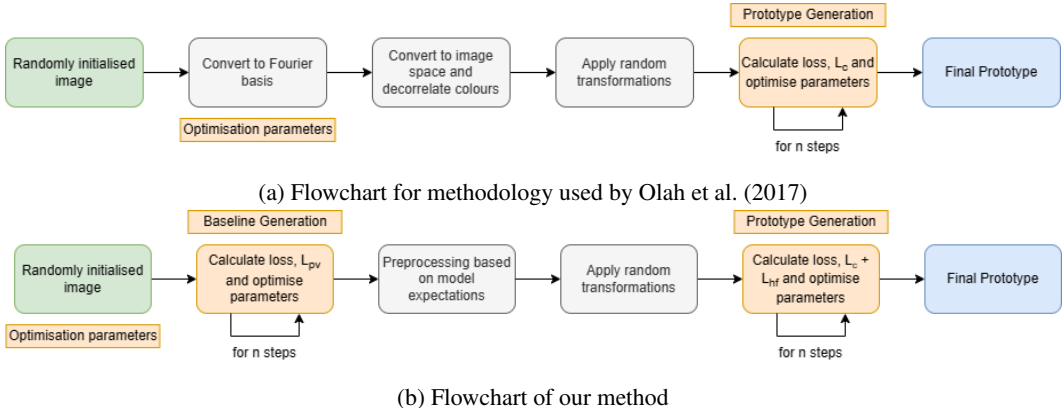 Prototype Generation
Randomly initialised
image
Convert to Fourier
basis
Convert to image
space and
decorrelate colours
Apply random
transformations
Calculate loss, L_c and
optimise parameters
Final Prototype
Optimisation parameters
for n steps
(a) Flowchart for methodology used by Olah et al. (2017)
Baseline Generation
Prototype Generation
Randomly initialised
image
Calculate loss, L_pv
and optimise
parameters
Preprocessing based on
model expectations
Apply random
transformations
Calculate loss, L_c +
L_hf and optimise
parameters
Final Prototype
Optimisation parameters
for n steps
for n steps
(b) Flowchart of our method